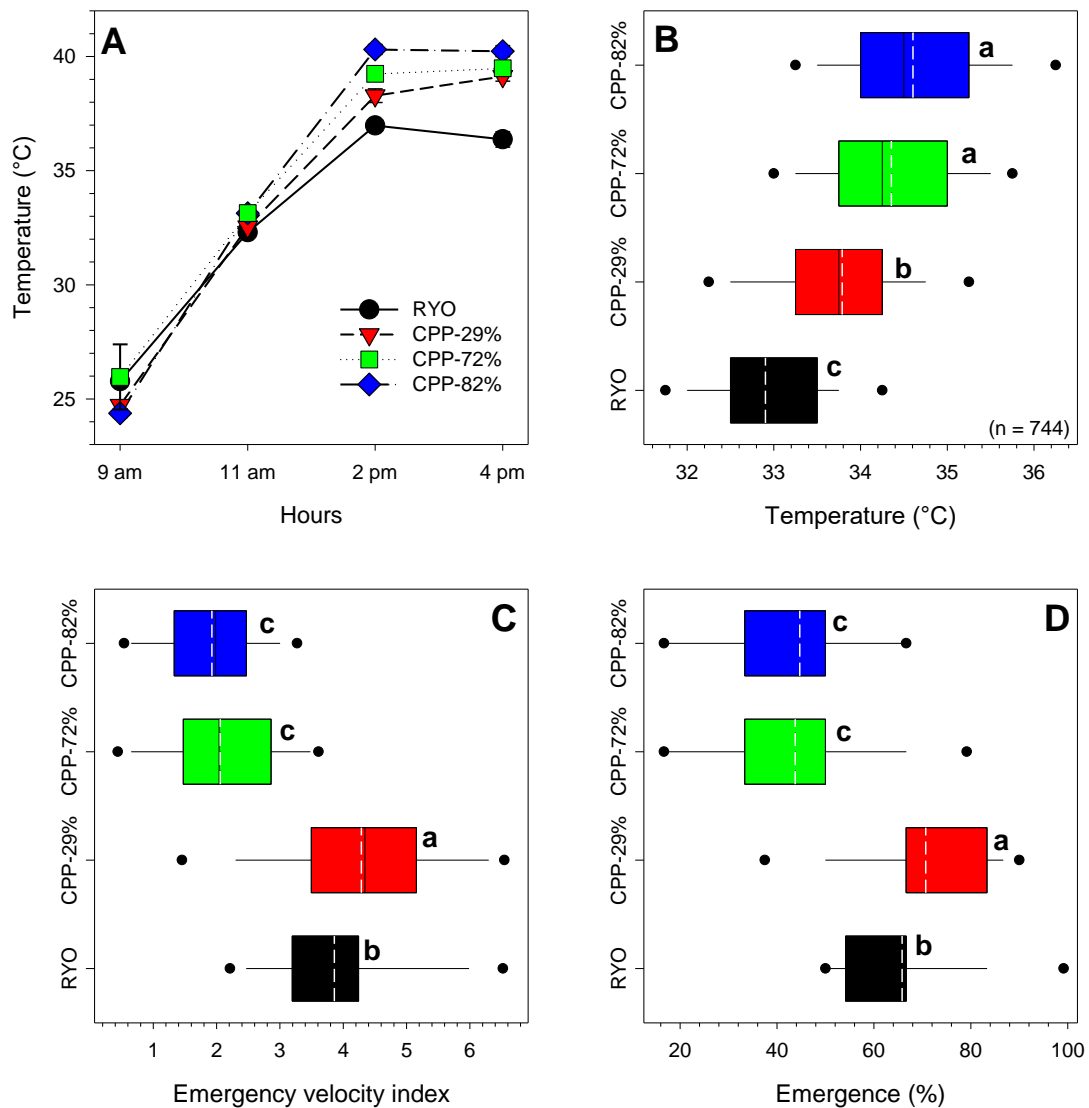 A
Temperature (°C)
40
35
30
25
RYO
CPP-29%
CPP-72%
CPP-82%
9 am 11 am 2 pm 4 pm
Hours
B
CPP-82%
a
CPP-72%
a
CPP-29%
b
RYO
c
(n = 744)
32 33 34 35 36
Temperature (°C)
C
CPP-82%
c
CPP-72%
c
CPP-29%
a
RYO
b
1 2 3 4 5 6
Emergency velocity index
D
CPP-82%
c
CPP-72%
c
CPP-29%
a
RYO
b
20 40 60 80 100
Emergence (%)